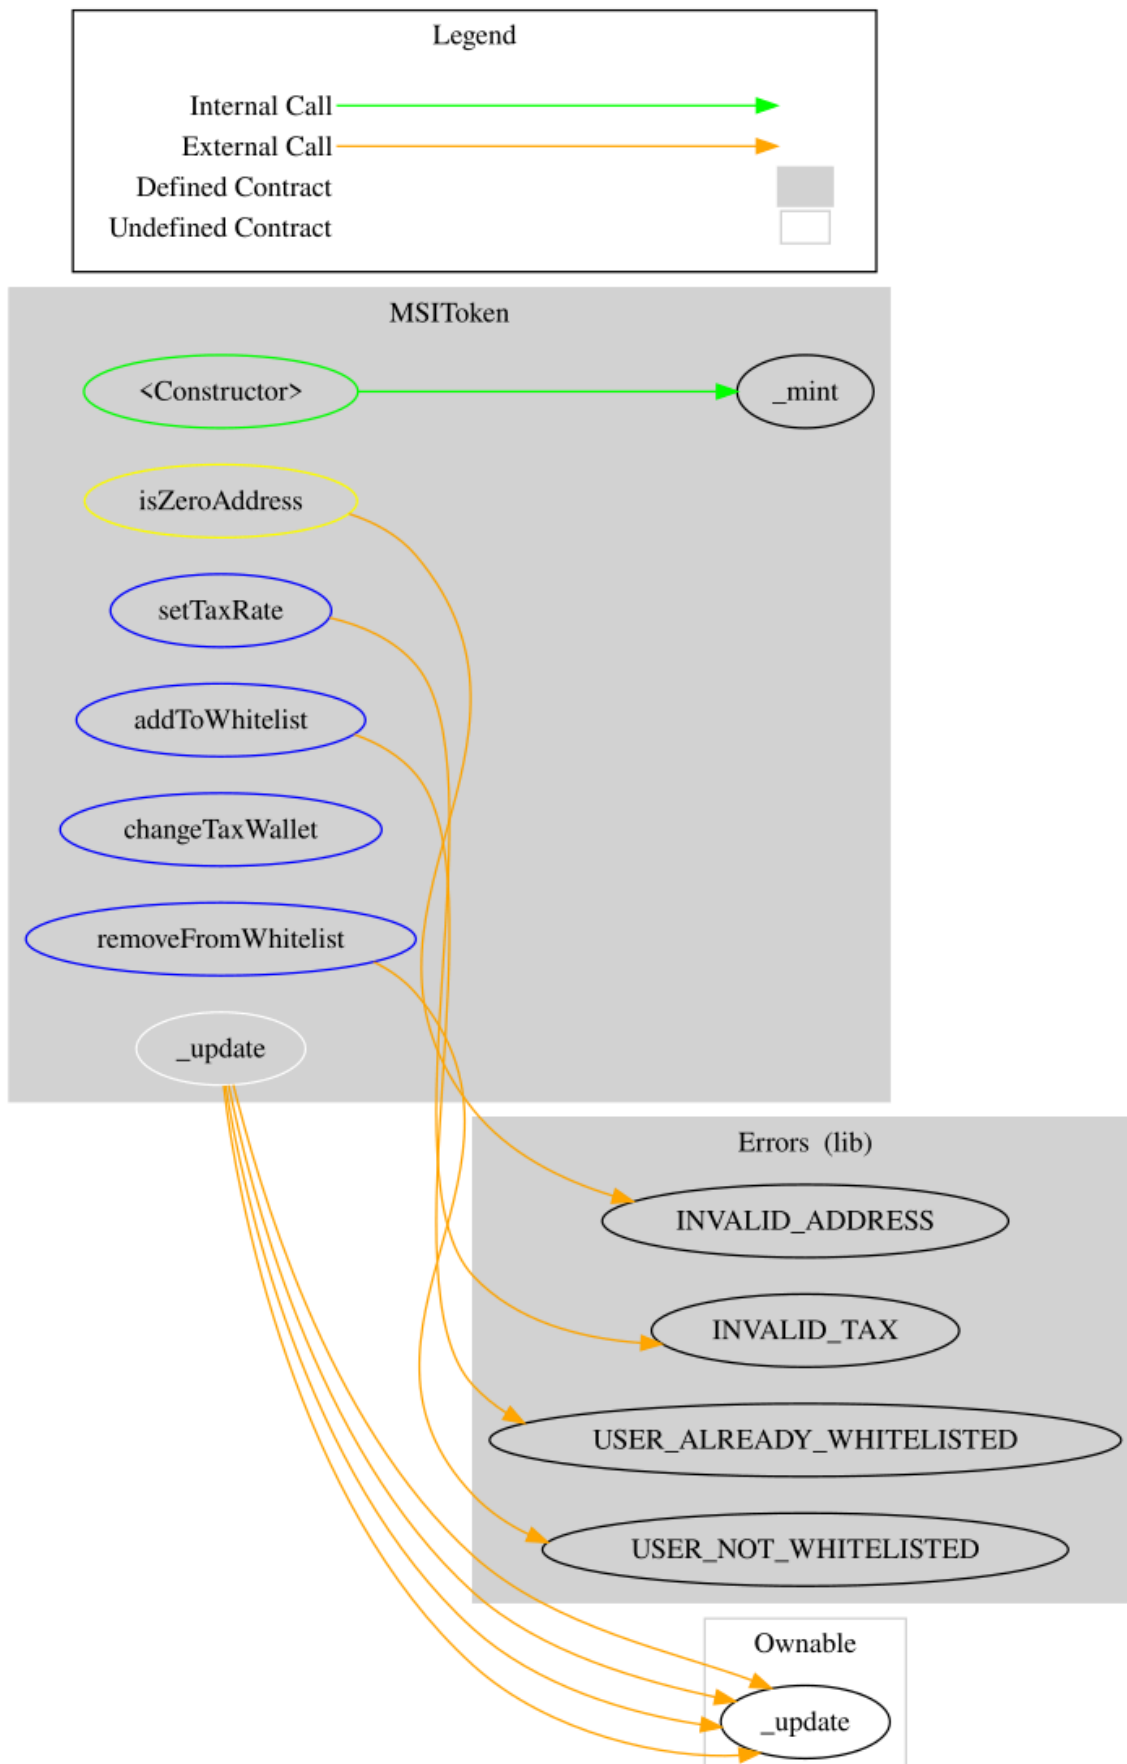 Legend
Internal Call
External Call
Defined Contract
Undefined Contract
MSIToken
<Constructor>
_mint
isZeroAddress
setTaxRate
addToWhitelist
changeTaxWallet
removeFromWhitelist
_update
Errors  (lib)
INVALID_ADDRESS
INVALID_TAX
USER_ALREADY_WHITELISTED
USER_NOT_WHITELISTED
Ownable
_update